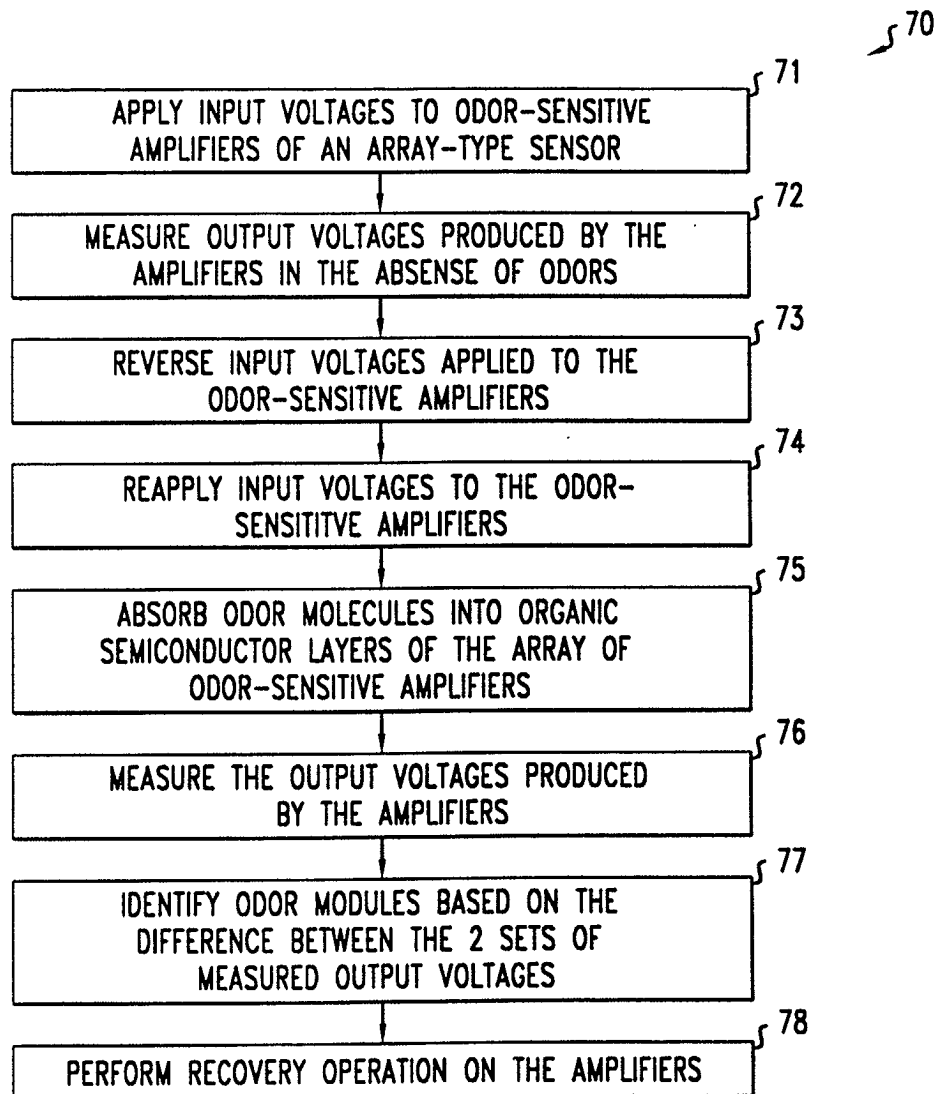 70
71
APPLY INPUT VOLTAGES TO ODOR-SENSITIVE
AMPLIFIERS OF AN ARRAY-TYPE SENSOR
72
MEASURE OUTPUT VOLTAGES PRODUCED BY THE
AMPLIFIERS IN THE ABSENSE OF ODORS
73
REVERSE INPUT VOLTAGES APPLIED TO THE
ODOR-SENSITIVE AMPLIFIERS
74
REAPPLY INPUT VOLTAGES TO THE ODOR-
SENSITITVE AMPLIFIERS
75
ABSORB ODOR MOLECULES INTO ORGANIC
SEMICONDUCTOR LAYERS OF THE ARRAY OF
ODOR-SENSITIVE AMPLIFIERS
76
MEASURE THE OUTPUT VOLTAGES PRODUCED
BY THE AMPLIFIERS
77
IDENTIFY ODOR MODULES BASED ON THE
DIFFERENCE BETWEEN THE 2 SETS OF
MEASURED OUTPUT VOLTAGES
78
PERFORM RECOVERY OPERATION ON THE AMPLIFIERS